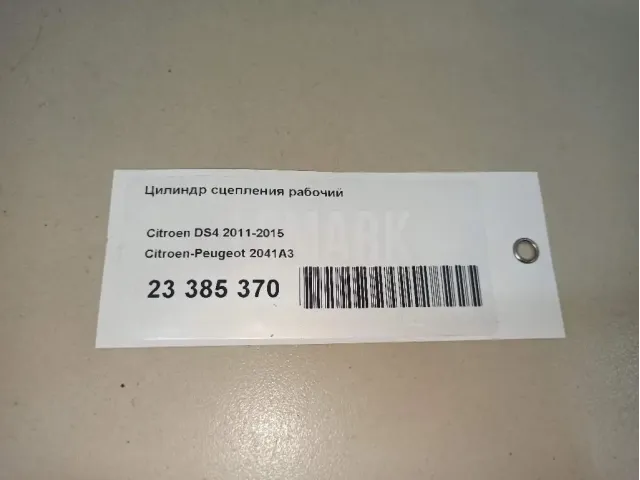 Цилиндр сцепления рабочий
Citroen DS4 2011-2015
Citroen-Peugeot 2041A3
23 385 370